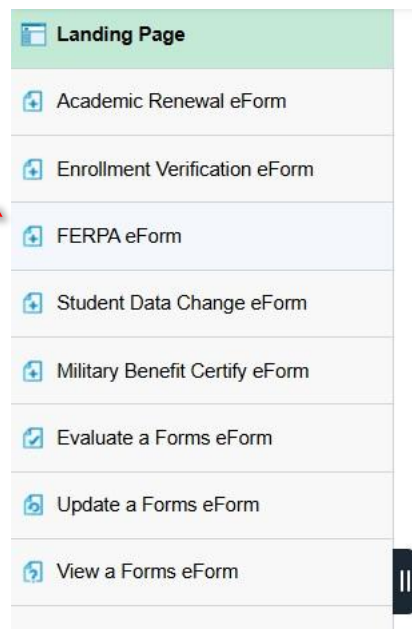 Landing Page
Academic Renewal eForm
Enrollment Verification eForm
FERPA eForm
Student Data Change eForm
Military Benefit Certify eForm
Evaluate a Forms eForm
Update a Forms eForm
View a Forms eForm